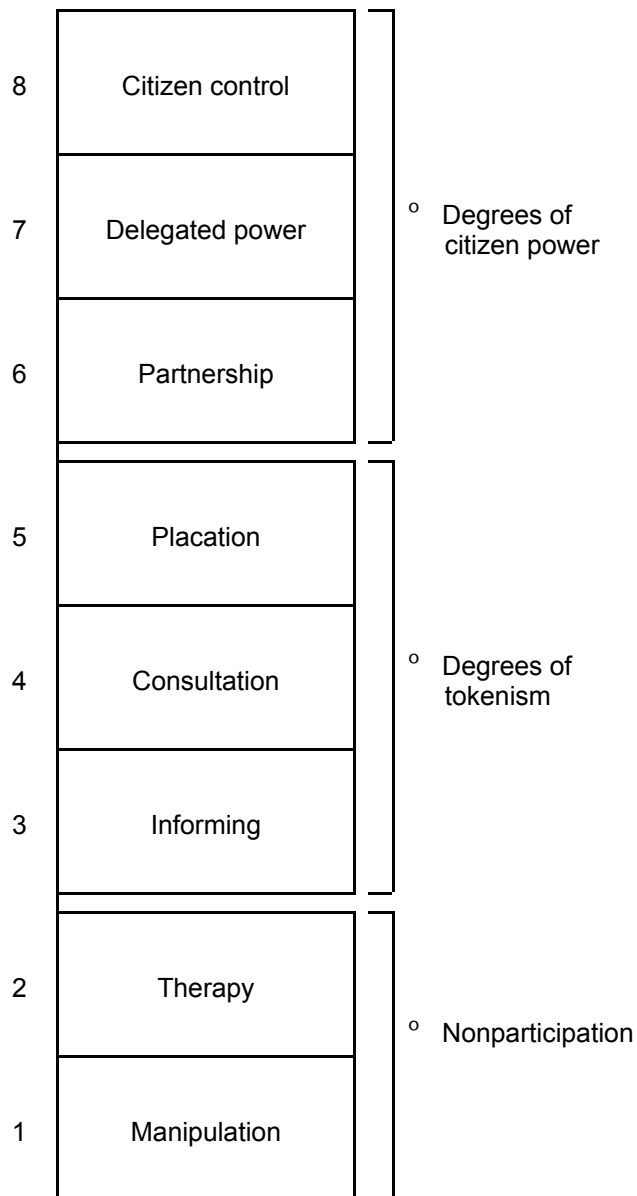 8 Citizen control
7 Delegated power
º Degrees of
citizen power
6 Partnership
5 Placation
4 Consultation
º Degrees of
tokenism
3 Informing
2 Therapy
º Nonparticipation
1 Manipulation